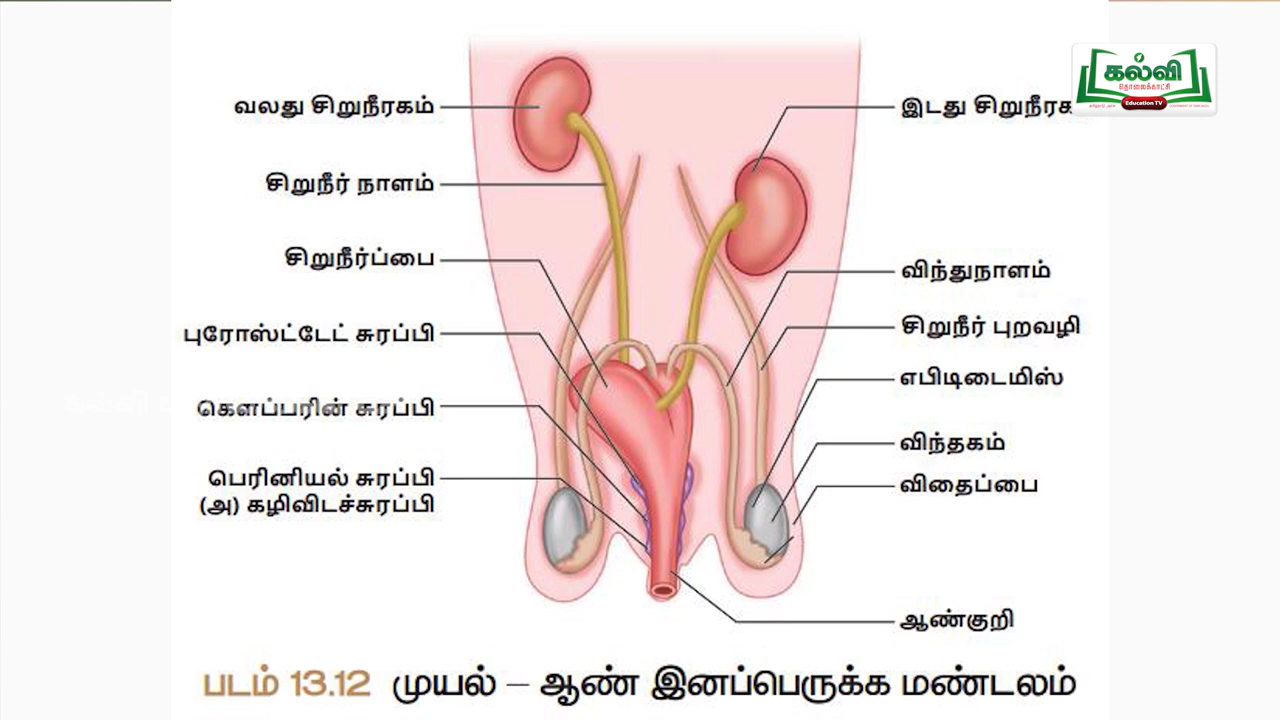 கல்வி
தொலைக்காட்சி
Education TV
வலது சிறுநீரகம்
சிறுநீர் நாளம்
சிறுநீர்ப்பை
புரோஸ்ட்டேட் சுரப்பி
கௌப்பரின் சுரப்பி
பெரினியல் சுரப்பி
(அ) கழிவிடச்சுரப்பி
இடது சிறுநீரக
விந்துநாளம்
சிறுநீர் புறவழி
எபிடிடைமிஸ்
விந்தகம்
விதைப்பை
ஆண்குறி
படம் 13.12 முயல் – ஆண் இனப்பெருக்க மண்டலம்